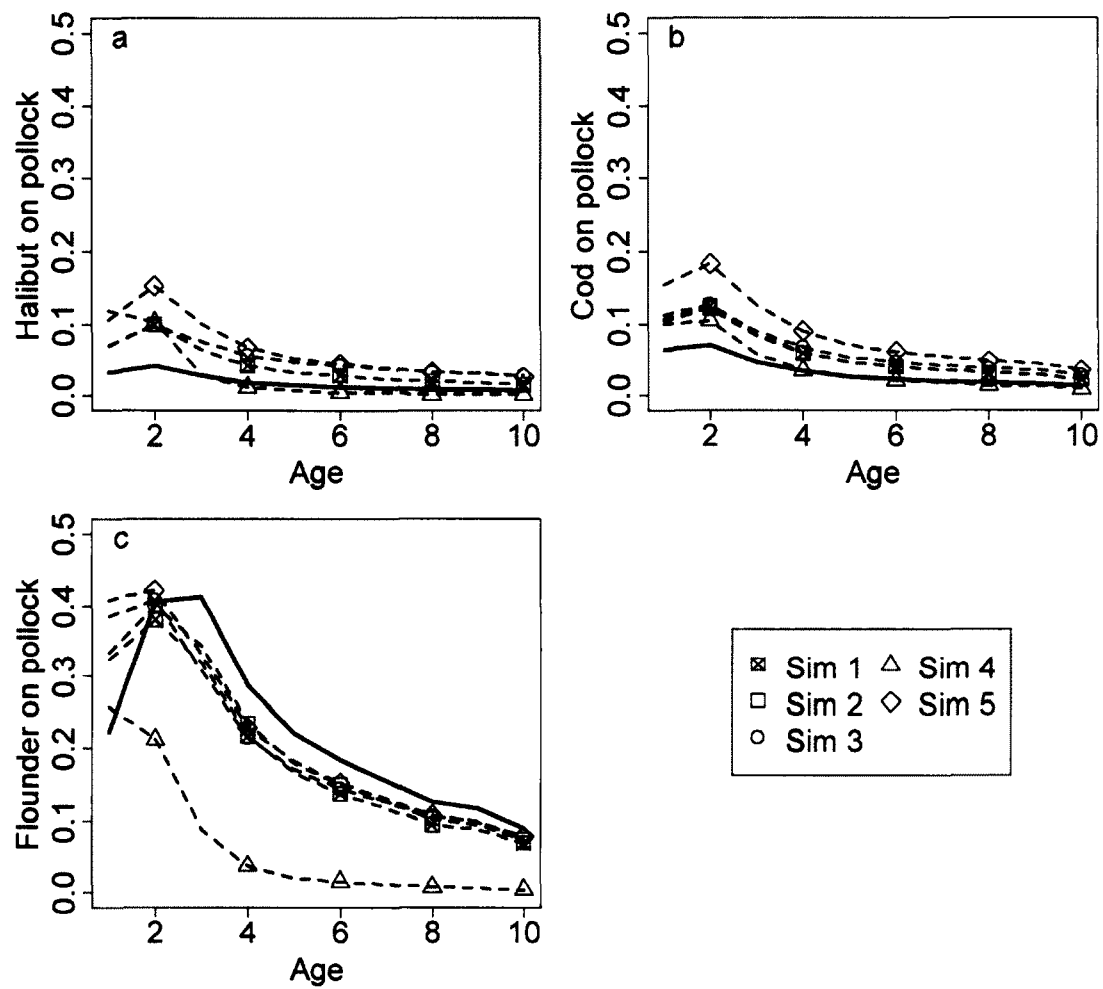 a
Halibut on pollock
0.0 0.1 0.2 0.3 0.4 0.5
2 4 6 8 10
Age
b
Cod on pollock
0.0 0.1 0.2 0.3 0.4 0.5
2 4 6 8 10
Age
c
Flounder on pollock
0.0 0.1 0.2 0.3 0.4 0.5
2 4 6 8 10
Age
Sim 1 Sim 4
Sim 2 Sim 5
Sim 3